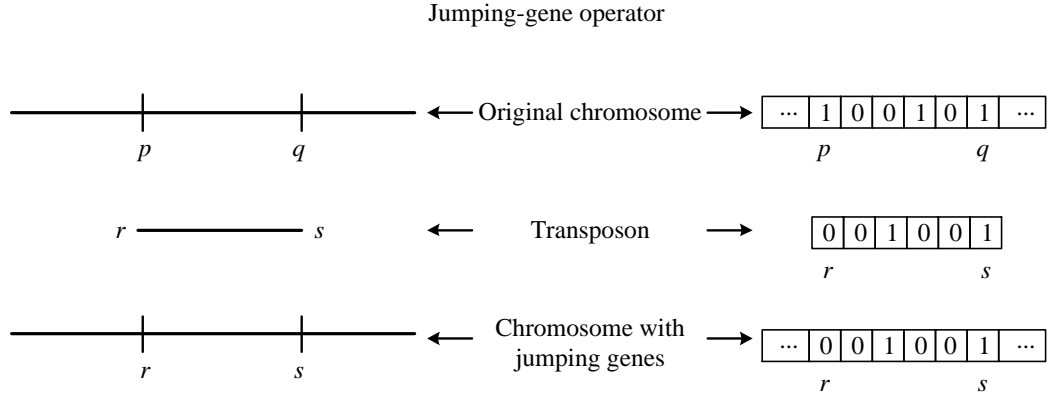 Jumping-gene operator
Original chromosome
... 1 0 0 1 0 1 ...
p q
p q
r s
Transposon
0 0 1 0 0 1
r s
Chromosome with
jumping genes
... 0 0 1 0 0 1 ...
r s
r s